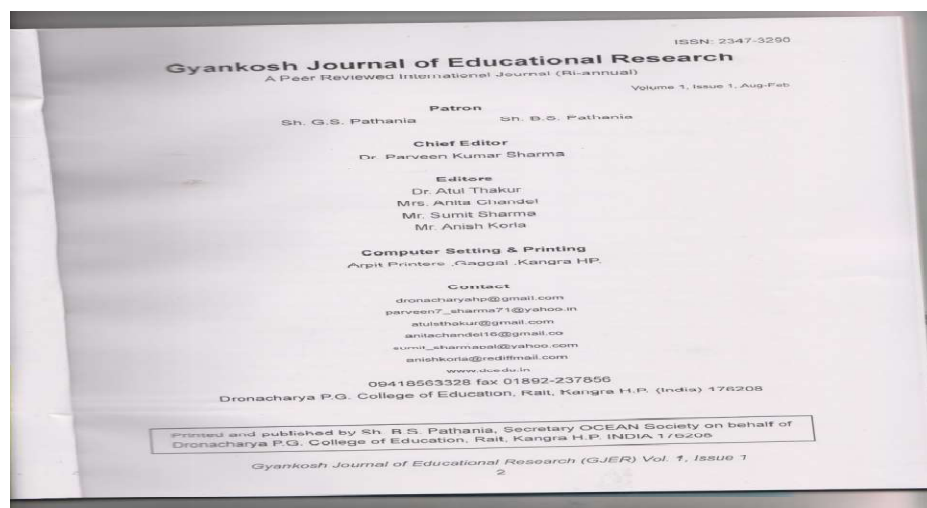 ISSN: 2347-3290
Gyankosh Journal of Educational Research
A Peer Reviewed International Journal (Bi-annual)
Volume 1, Issue 1, Aug-Feb
Patron
Sh. G.S. Pathania Sh. B.S. Pathania
Chief Editor
Dr. Parveen Kumar Sharma
Editors
Dr. Atul Thakur
Mrs. Anita Chandel
Mr. Sumit Sharma
Mr. Anish Korla
Computer Setting & Printing
Arpit Printers ,Gaggal ,Kangra HP.
Contact
dronacharyahp@gmail.com
parveen7_sharma71@yahoo.in
atulsthakur@gmail.com
anitachandel16@gmail.co
sumit_sharmapal@yahoo.com
anishkorla@rediffmail.com
www.dcedu.in
09418563328 fax 01892-237856
Dronacharya P.G. College of Education, Rait, Kangra H.P. (India) 176208
Printed and published by Sh. B.S. Pathania, Secretary OCEAN Society on behalf of
Dronacharya P.G. College of Education, Rait, Kangra H.P. INDIA 176208
Gyankosh Journal of Educational Research (GJER) Vol. 1, Issue 1
2